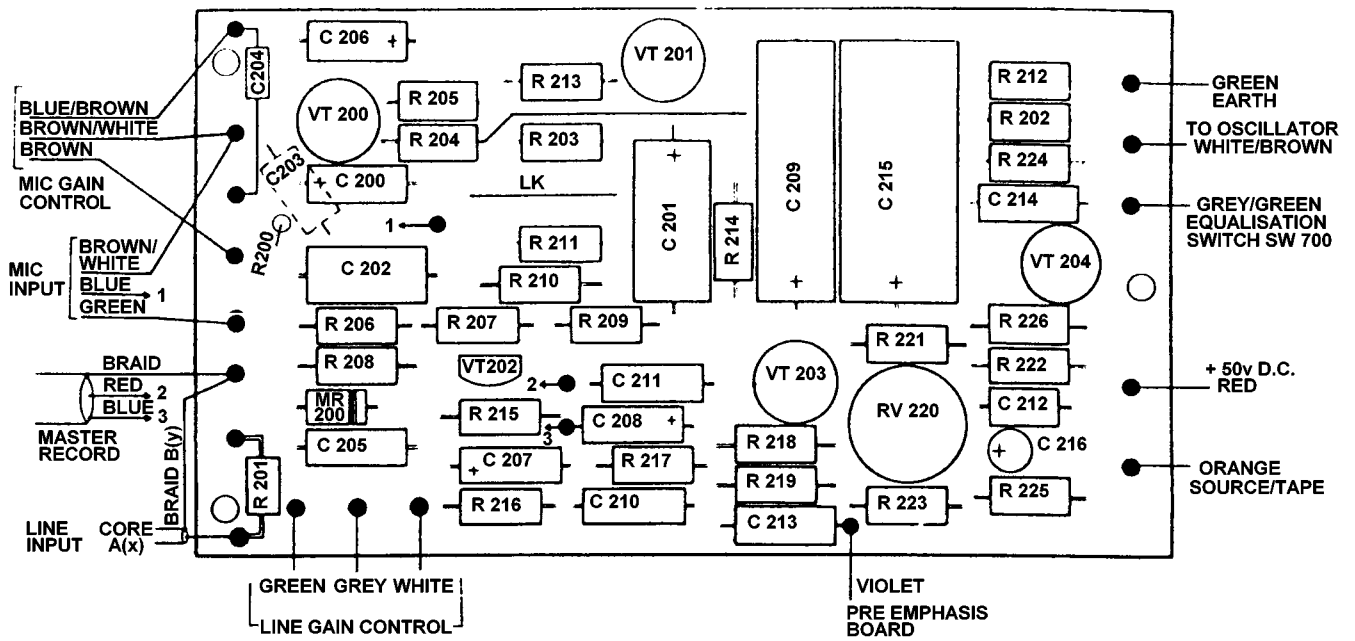 BLUE/BROWN
BROWN/WHITE
BROWN
MIC GAIN
CONTROL
BROWN/
WHITE
MIC
INPUT
BLUE
1
GREEN
BRAID
RED
2
BLUE
3
MASTER
RECORD
BRAID B(y)
LINE
INPUT
CORE
A(x)
C204
C 206 +
VT 200
R 205
R 204
C203
+ C 200
R200
1
C 202
R 213
R 203
LK
R 211
R 210
VT 201
+
C 201
R 214
C 209
+
C 215
+
R 212
R 202
R 224
C 214
VT 204
R 206
R 207
R 209
R 208
VT202
2
C 211
MR
200
R 215
3
C 208 +
C 205
+ C 207
R 217
R 201
R 216
C 210
VT 203
R 218
R 219
C 213
R 221
RV 220
R 223
R 226
R 222
C 212
+ C 216
R 225
GREEN
EARTH
TO OSCILLATOR
WHITE/BROWN
GREY/GREEN
EQUALISATION
SWITCH SW 700
+ 50v D.C.
RED
ORANGE
SOURCE/TAPE
GREEN GREY WHITE
LINE GAIN CONTROL
VIOLET
PRE EMPHASIS
BOARD